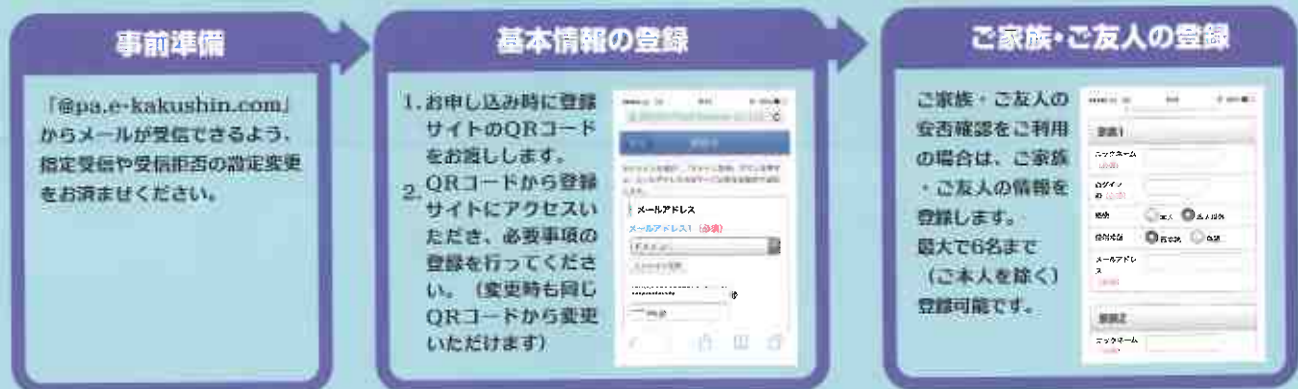 事前準備
「@pa.e-kakushin.com」
からメールが受信できるよう、
指定受信や受信拒否の設定変更
をお済ませください。
基本情報の登録
1.お申し込み時に登録
サイトのQRコード
をお渡しします。
2.QRコードから登録
サイトにアクセスい
ただき、必要事項の
登録を行ってくださ
い。（変更時も同じ
QRコードから変更
いただけます）
メールアドレス
メールアドレス1（必須）
ご家族・ご友人の登録
ご家族・ご友人の
安否確認をご利用
の場合は、ご家族
・ご友人の情報を
登録します。
最大で6名まで
（ご本人を除く）
登録可能です。
家族1
ニックネーム
メールアドレ
ス
家族2
ニックネーム